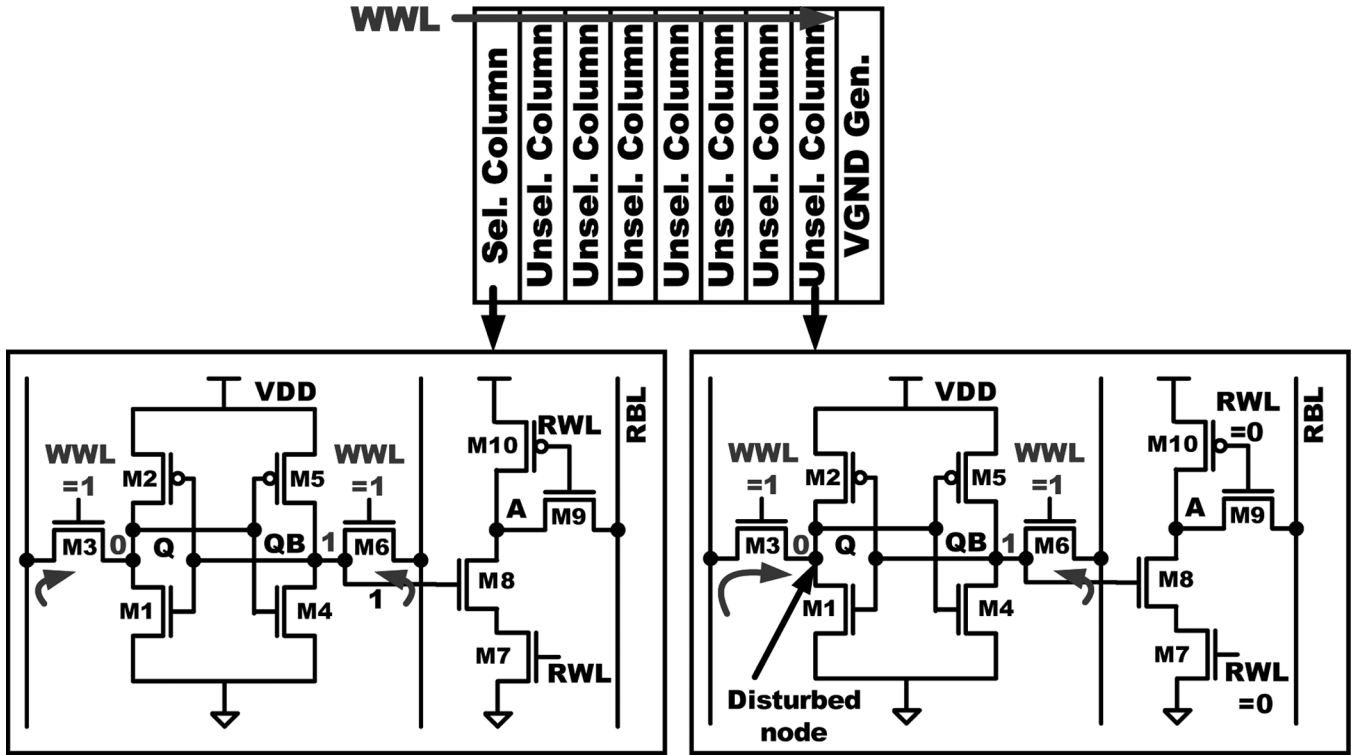 WWL
Sel. Column
Unsel. Column
Unsel. Column
Unsel. Column
Unsel. Column
Unsel. Column
Unsel. Column
Unsel. Column
VGND Gen.
VDD
WWL
=1
M2
M5
WWL
=1
M10
RWL
RBL
M3
0
Q
QB
1
M6
A
M9
M1
M4
1
M8
M7
RWL
VDD
WWL
=1
M2
M5
WWL
=1
M10
RWL
=0
RBL
M3
0
Q
QB
1
M6
A
M9
M1
M4
M8
M7
RWL
=0
Disturbed
node